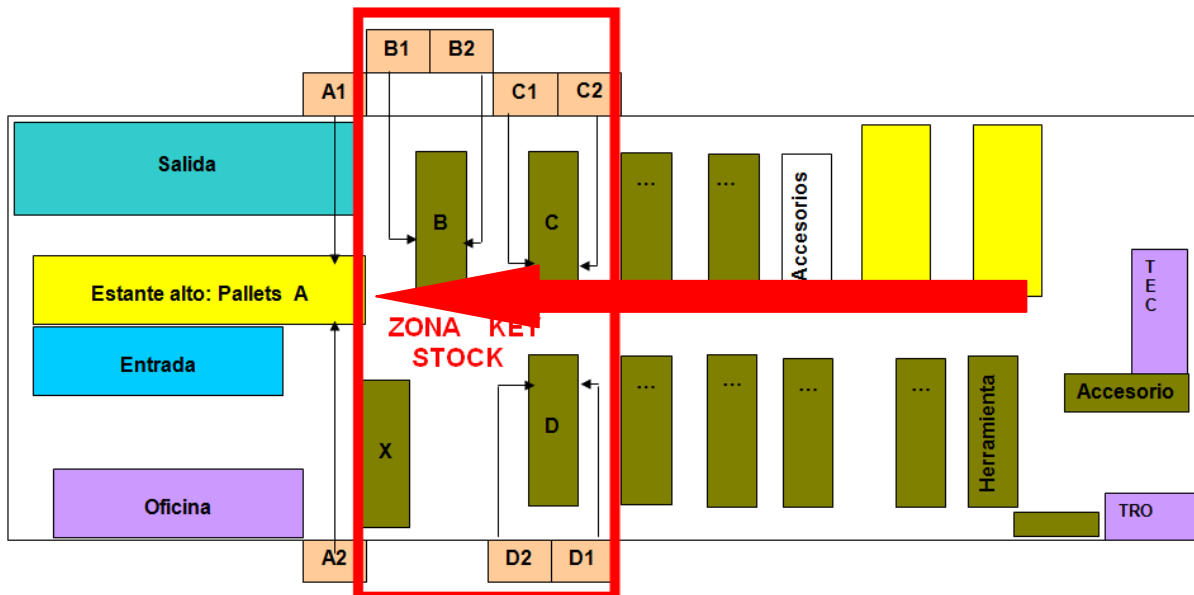 B1 B2
A1 C1 C2
Salida
Accesorios
... ...
B C
Estante alto: Pallets A
TEC
ZONA KEY
STOCK
Entrada
... ... ... ...
Herramienta
Accesorio
X D
Oficina
TRO
A2 D2 D1